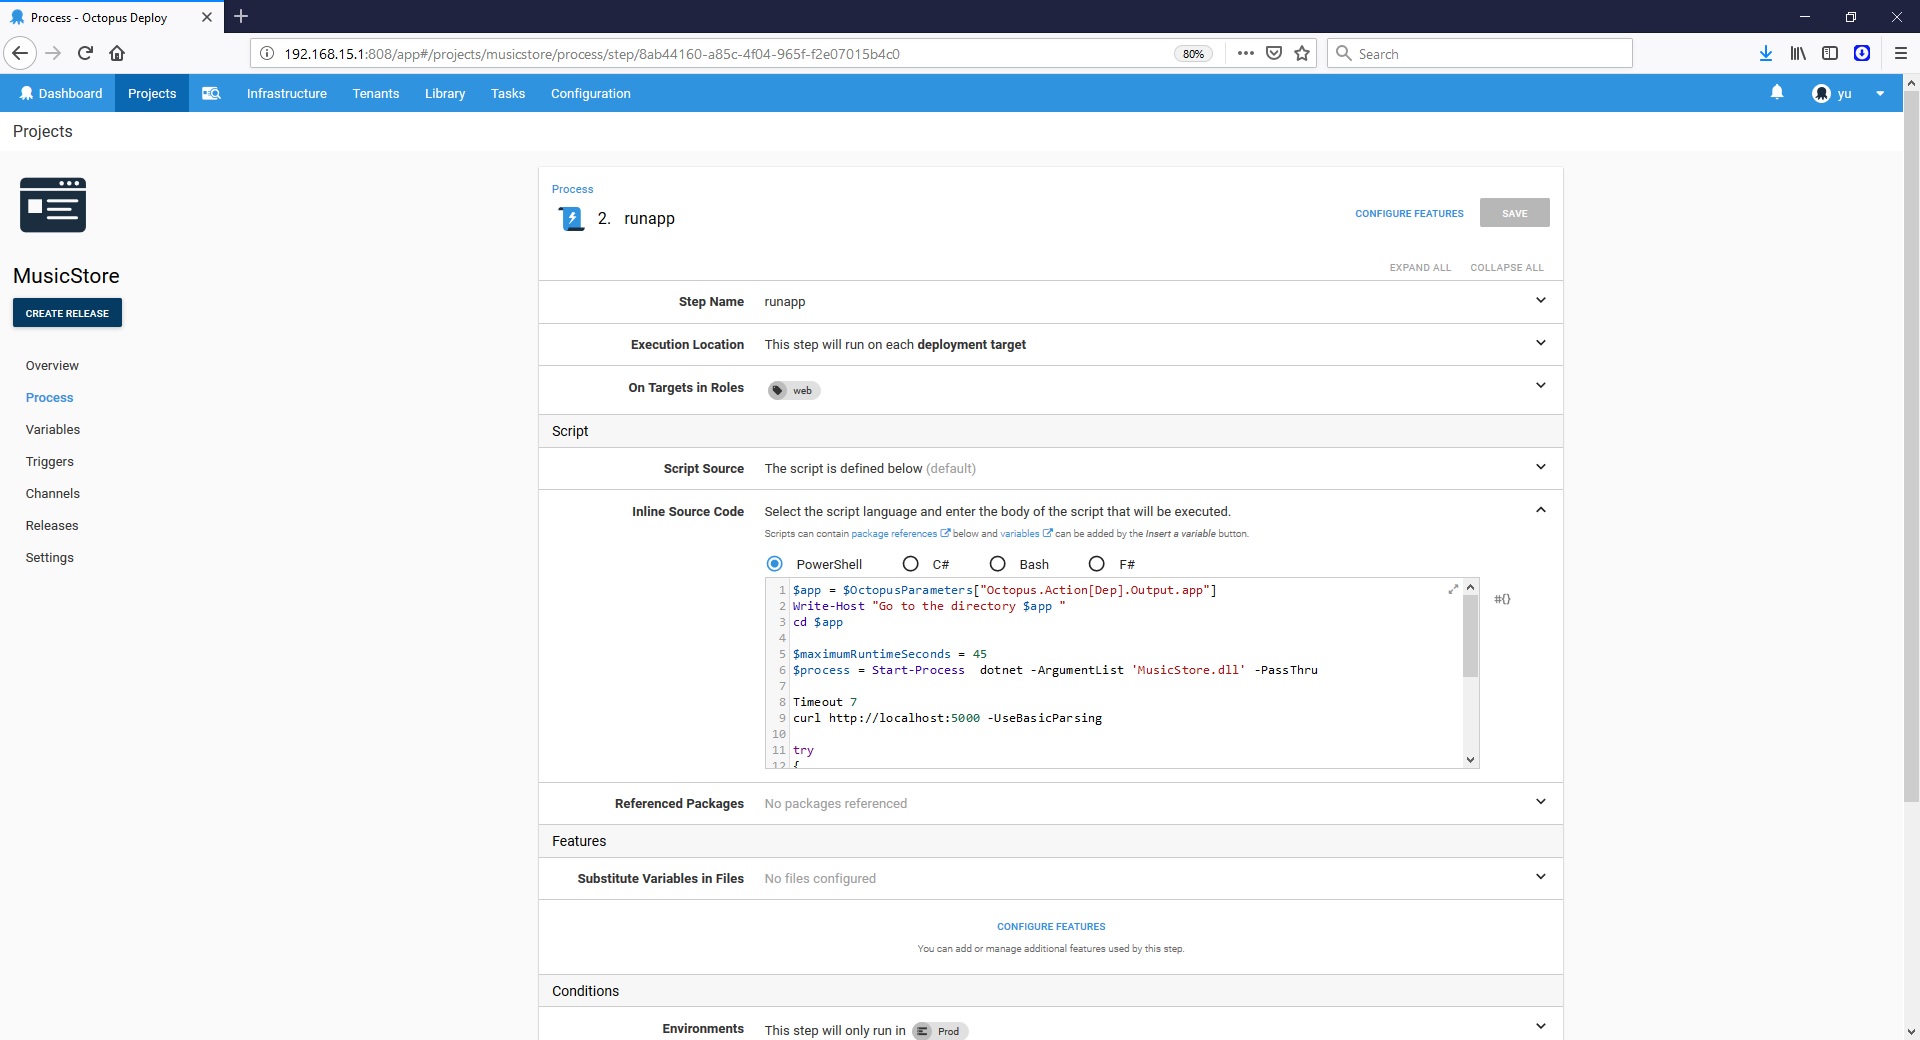 Process - Octopus Deploy
192.168.15.1:808/app#/projects/musicstore/process/step/8ab44160-a85c-4f04-965f-f2e07015b4c0
80%
Search
Dashboard
Projects
Infrastructure
Tenants
Library
Tasks
Configuration
yu
Projects
MusicStore
CREATE RELEASE
Overview
Process
Variables
Triggers
Channels
Releases
Settings
Process
2. runapp
CONFIGURE FEATURES
SAVE
EXPAND ALL
COLLAPSE ALL
Step Name runapp
Execution Location This step will run on each deployment target
On Targets in Roles web
Script
Script Source The script is defined below (default)
Inline Source Code Select the script language and enter the body of the script that will be executed.
Scripts can contain package references below and variables can be added by the Insert a variable button.
PowerShell C# Bash F#
1 $app = $OctopusParameters["Octopus.Action[Dep].Output.app"]
2 Write-Host "Go to the directory $app "
3 cd $app
4
5 $maximumRuntimeSeconds = 45
6 $process = Start-Process  dotnet -ArgumentList 'MusicStore.dll' -PassThru
7
8 Timeout 7
9 curl http://localhost:5000 -UseBasicParsing
10
11 try
12 {
#{}
Referenced Packages No packages referenced
Features
Substitute Variables in Files No files configured
CONFIGURE FEATURES
You can add or manage additional features used by this step.
Conditions
Environments This step will only run in Prod